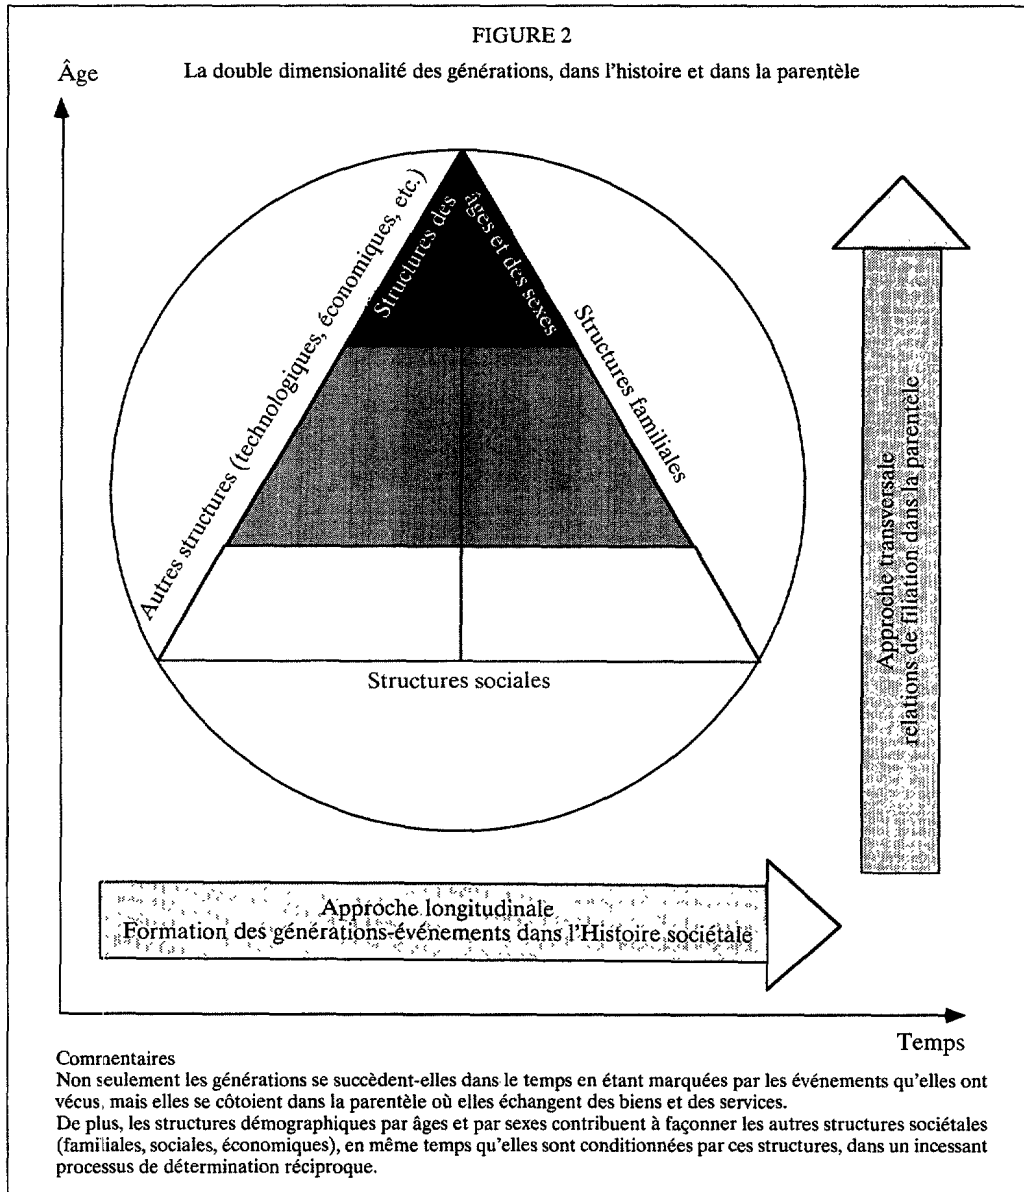 FIGURE 2
La double dimensionalité des générations, dans l'histoire et dans la parentèle
Âge
Autres structures (technologiques, économiques, etc.)
Structures des
âges et des sexes
Structures familiales
Structures sociales
Approche transversale
relations de filiation dans la parentèle
Approche longitudinale
Formation des générations-événements dans l'Histoire sociétale
Temps
Commentaires
Non seulement les générations se succèdent-elles dans le temps en étant marquées par les événements qu'elles ont
vécus, mais elles se côtoient dans la parentèle où elles échangent des biens et des services.
De plus, les structures démographiques par âges et par sexes contribuent à façonner les autres structures sociétales
(familiales, sociales, économiques), en même temps qu'elles sont conditionnées par ces structures, dans un incessant
processus de détermination réciproque.